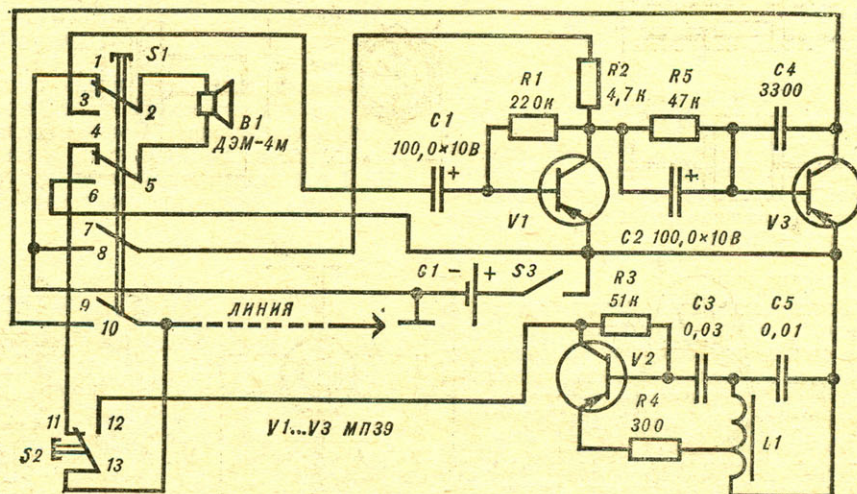 S1
1
3
2
4
5
6
7
8
9
10
B1
ДЭМ-4м
C1
100,0×10В
R1
220к
R2
4,7к
R5
47к
C4
3300
V1
V3
C2 100,0×10В
G1 - +
S3
ЛИНИЯ
R3
51к
C3
0,03
C5
0,01
V2
R4
300
L1
11
12
S2
13
V1...V3 МП39
+
+